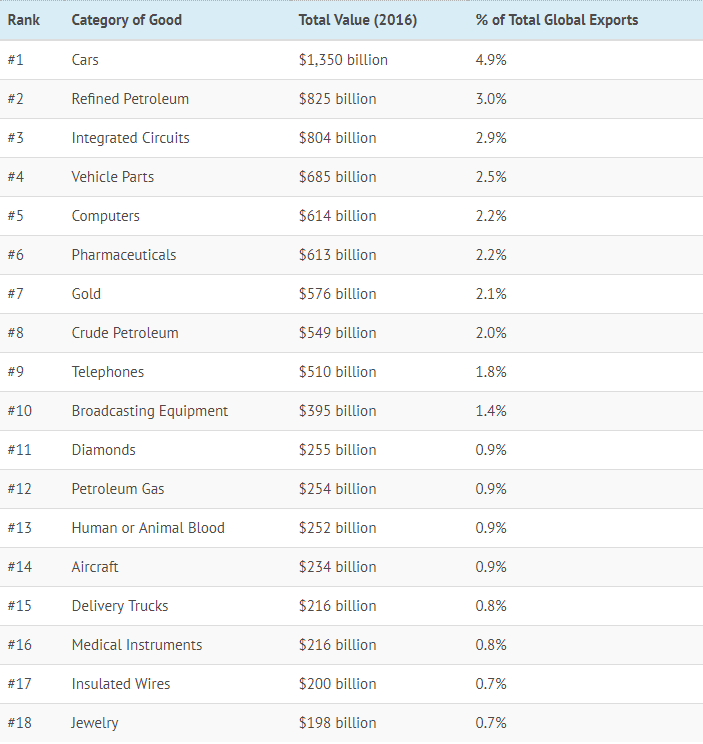 Rank Category of Good Total Value (2016) % of Total Global Exports
#1 Cars $1,350 billion 4.9%
#2 Refined Petroleum $825 billion 3.0%
#3 Integrated Circuits $804 billion 2.9%
#4 Vehicle Parts $685 billion 2.5%
#5 Computers $614 billion 2.2%
#6 Pharmaceuticals $613 billion 2.2%
#7 Gold $576 billion 2.1%
#8 Crude Petroleum $549 billion 2.0%
#9 Telephones $510 billion 1.8%
#10 Broadcasting Equipment $395 billion 1.4%
#11 Diamonds $255 billion 0.9%
#12 Petroleum Gas $254 billion 0.9%
#13 Human or Animal Blood $252 billion 0.9%
#14 Aircraft $234 billion 0.9%
#15 Delivery Trucks $216 billion 0.8%
#16 Medical Instruments $216 billion 0.8%
#17 Insulated Wires $200 billion 0.7%
#18 Jewelry $198 billion 0.7%